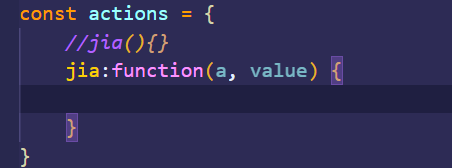 const actions = {
    //jia(){}
    jia:function(a, value) {

    }
}